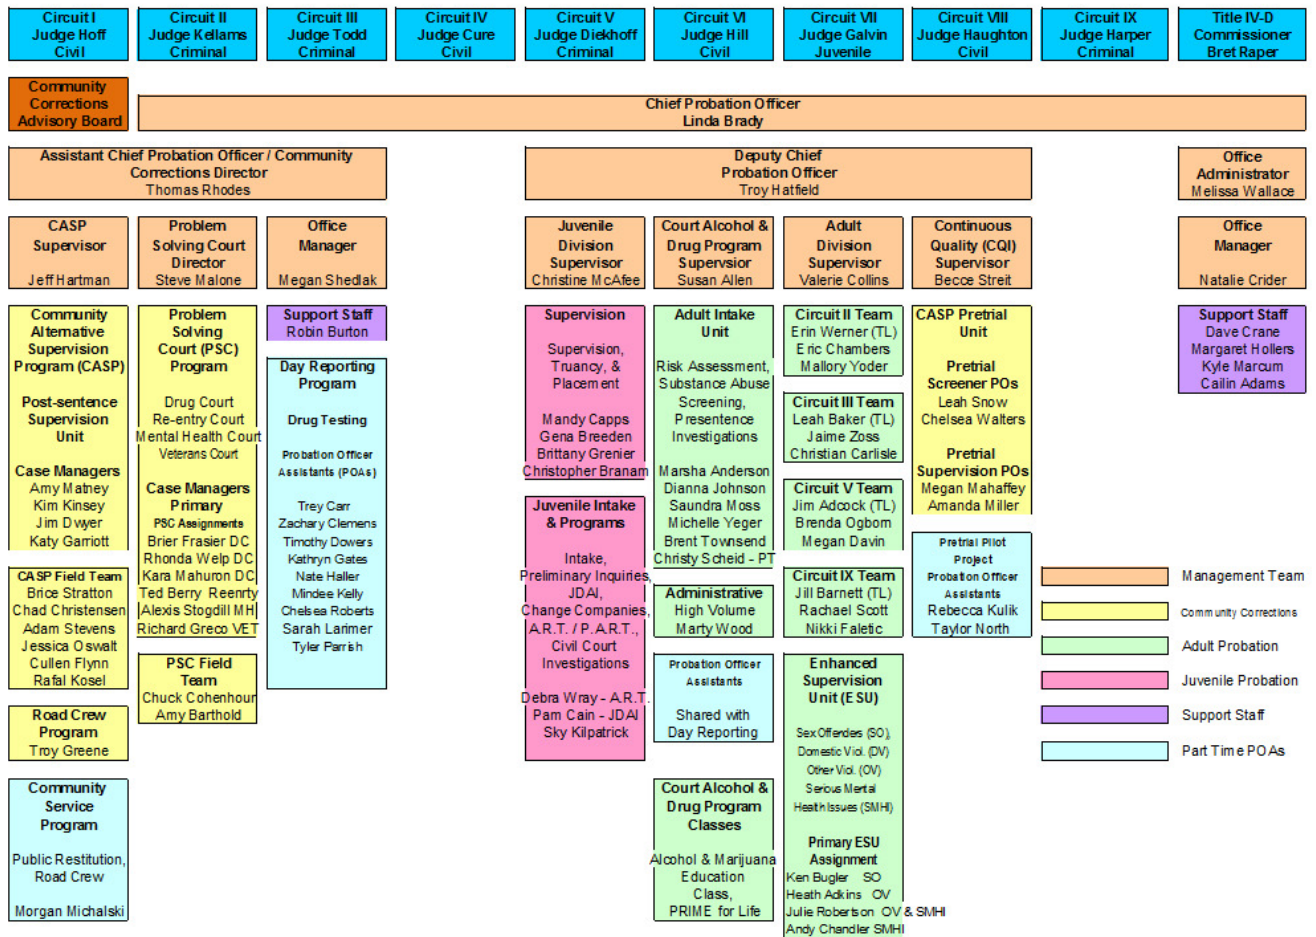 Circuit I
Judge Hoff
Civil
Circuit II
Judge Kellams
Criminal
Circuit III
Judge Todd
Criminal
Circuit IV
Judge Cure
Civil
Circuit V
Judge Diekhoff
Criminal
Circuit VI
Judge Hill
Civil
Circuit VII
Judge Galvin
Juvenile
Circuit VIII
Judge Haughton
Civil
Circuit IX
Judge Harper
Criminal
Title IV-D
Commissioner
Bret Raper
Community
Corrections
Advisory Board
Chief Probation Officer
Linda Brady
Assistant Chief Probation Officer / Community
Corrections Director
Thomas Rhodes
Deputy Chief
Probation Officer
Troy Hatfield
Office
Administrator
Melissa Wallace
CASP
Supervisor
Jeff Hartman
Problem
Solving Court
Director
Steve Malone
Office
Manager
Megan Shedlak
Juvenile
Division
Supervisor
Christine McAfee
Court Alcohol &
Drug Program
Supervsior
Susan Allen
Adult
Division
Supervisor
Valerie Collins
Continuous
Quality (CQI)
Supervisor
Becce Streit
Office
Manager
Natalie Crider
Community
Alternative
Supervision
Program (CASP)
Post-sentence
Supervision
Unit
Case Managers
Amy Matney
Kim Kinsey
Jim Dwyer
Katy Garriott
CASP Field Team
Brice Stratton
Chad Christensen
Adam Stevens
Jessica Oswalt
Cullen Flynn
Rafal Kosel
Road Crew
Program
Troy Greene
Community
Service
Program
Public Restitution,
Road Crew
Morgan Michalski
Problem
Solving
Court (PSC)
Program
Drug Court
Re-entry Court
Mental Health Court
Veterans Court
Case Managers
Primary
PSC Assignments
Brier Frasier DC
Rhonda Welp DC
Kara Mahuron DC
Ted Berry Reenrty
Alexis Stogdill MH
Richard Greco VET
PSC Field
Team
Chuck Cohenhour
Amy Barthold
Support Staff
Robin Burton
Day Reporting
Program
Drug Testing
Probation Officer
Assistants (POAs)
Trey Carr
Zachary Clemens
Timothy Dowers
Kathryn Gates
Nate Haller
Mindee Kelly
Chelsea Roberts
Sarah Larimer
Tyler Parrish
Supervision
Supervision,
Truancy, &
Placement
Mandy Capps
Gena Breeden
Brittany Grenier
Christopher Branam
Juvenile Intake
& Programs
Intake,
Preliminary Inquiries,
JDAI,
Change Companies,
A.R.T. / P.A.R.T.,
Civil Court
Investigations
Debra Wray - A.R.T.
Pam Cain - JDAI
Sky Kilpatrick
Adult Intake
Unit
Risk Assessment,
Substance Abuse
Screening,
Presentence
Investigations
Marsha Anderson
Dianna Johnson
Saundra Moss
Michelle Yeger
Brent Townsend
Christy Scheid - PT
Administrative
High Volume
Marty Wood
Probation Officer
Assistants
Shared with
Day Reporting
Court Alcohol &
Drug Program
Classes
Alcohol & Marijuana
Education
Class,
PRIME for Life
Circuit II Team
Erin Werner (TL)
Eric Chambers
Mallory Yoder
Circuit III Team
Leah Baker (TL)
Jaime Zoss
Christian Carlisle
Circuit V Team
Jim Adcock (TL)
Brenda Ogborn
Megan Davin
Circuit IX Team
Jill Barnett (TL)
Rachael Scott
Nikki Faletic
Enhanced
Supervision
Unit (ESU)
Sex Offenders (SO),
Domestic Viol. (DV)
Other Viol. (OV)
Serious Mental
Health Issues (SMHI)
Primary ESU
Assignment
Ken Bugler SO
Heath Adkins OV
Julie Robertson OV & SMHI
Andy Chandler SMHI
CASP Pretrial
Unit
Pretrial
Screener POs
Leah Snow
Chelsea Walters
Pretrial
Supervision POs
Megan Mahaffey
Amanda Miller
Pretrial Pilot
Project
Probation Officer
Assistants
Rebecca Kulik
Taylor North
Support Staff
Dave Crane
Margaret Hollers
Kyle Marcum
Cailin Adams
Management Team
Community Corrections
Adult Probation
Juvenile Probation
Support Staff
Part Time POAs